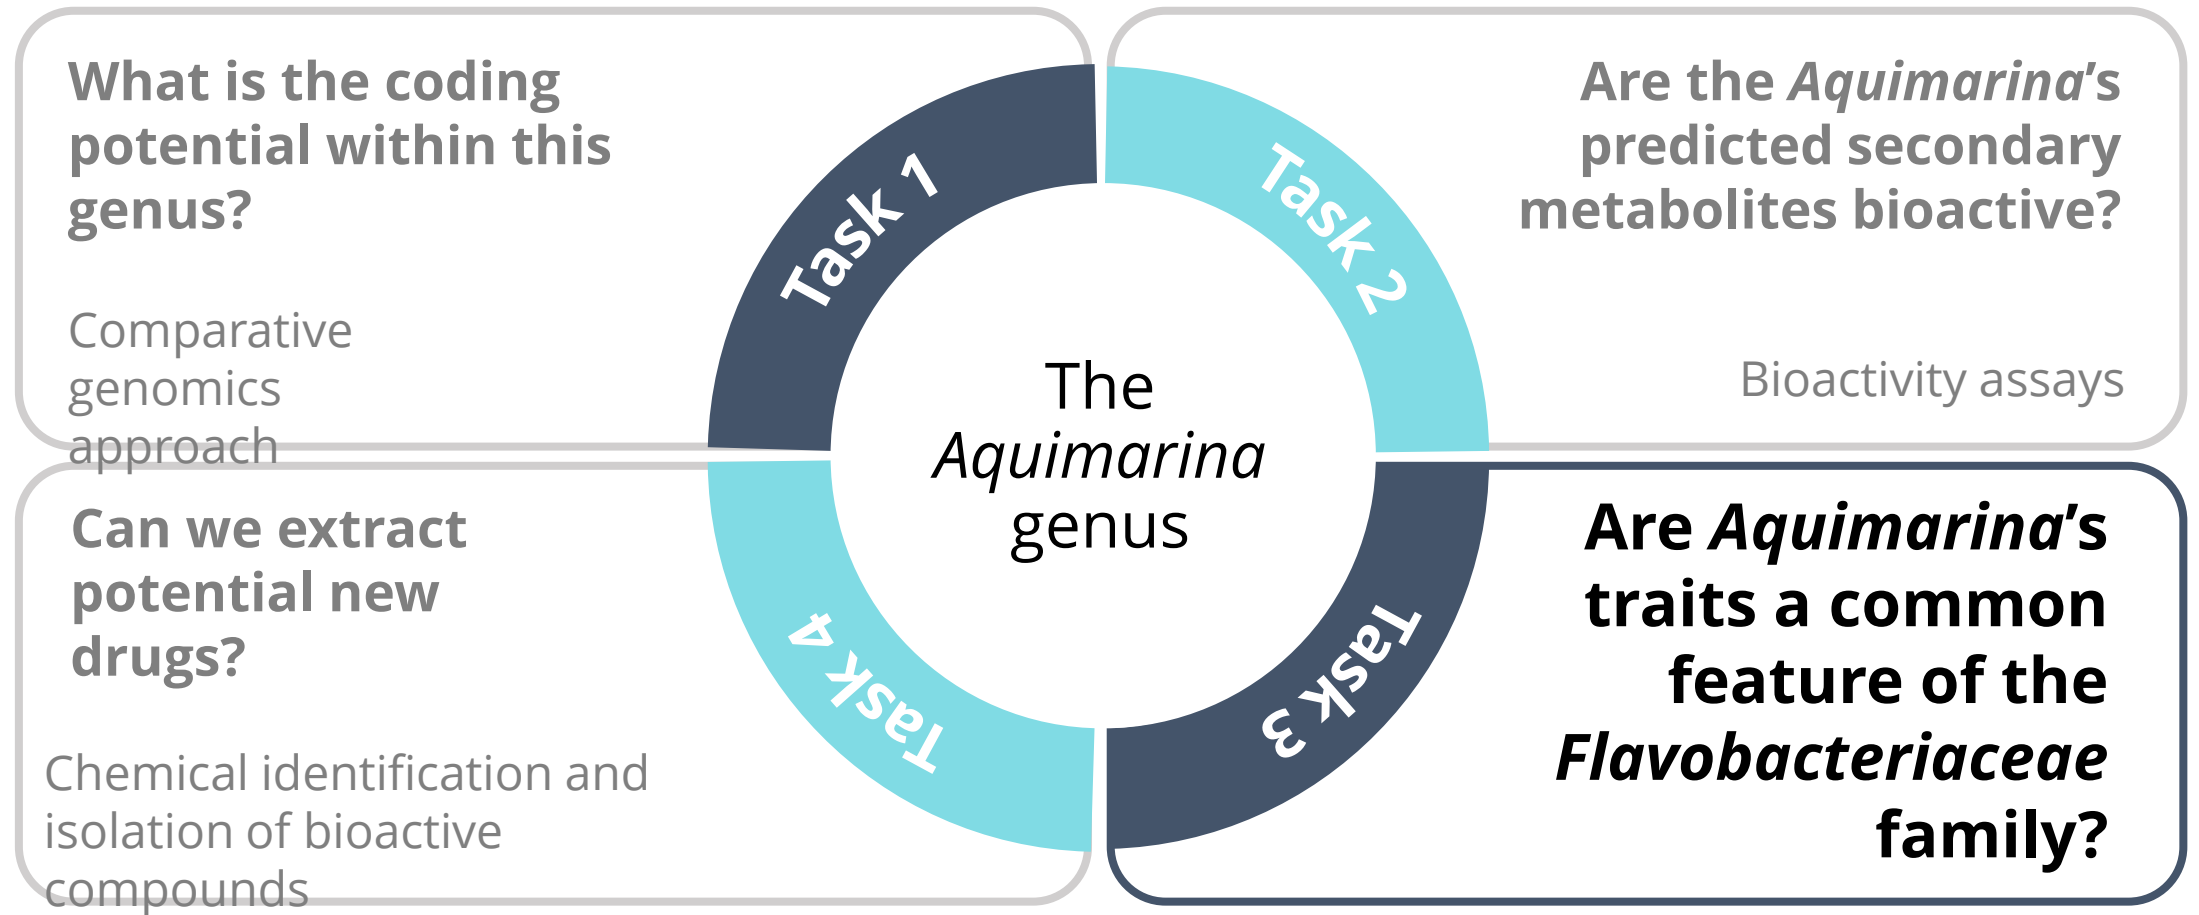 What is the coding
potential within this
genus?
Comparative
genomics
approach
Task 1
Are the Aquimarina’s
predicted secondary
metabolites bioactive?
Bioactivity assays
Task 2
The
Aquimarina
genus
Can we extract
potential new
drugs?
Chemical identification and
isolation of bioactive
compounds
Task 4
Are Aquimarina’s
traits a common
feature of the
Flavobacteriaceae
family?
Task 3